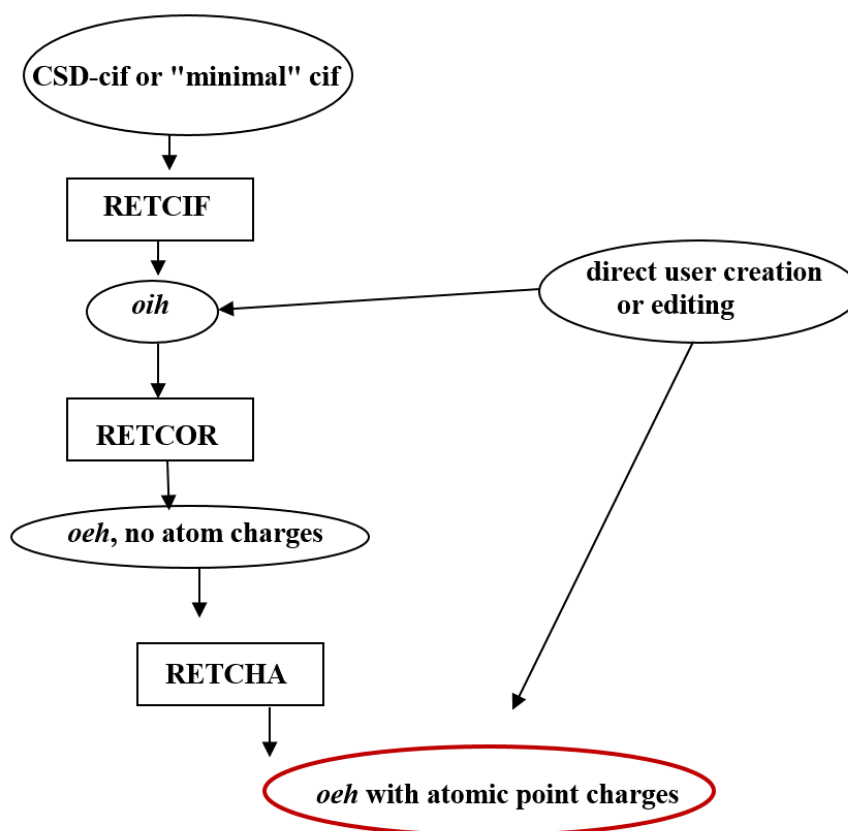 CSD-cif or "minimal" cif
RETCIF
direct user creation
or editing
oih
RETCOR
oeh, no atom charges
RETCHA
oeh with atomic point charges